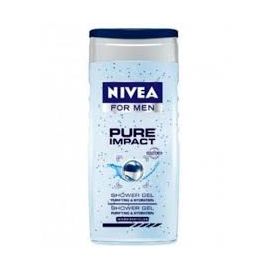 NIVEA
FOR MEN
PURE
IMPACT
SHOWER GEL
PURIFYING & HYDRATION
SHOWER GEL
PURIFYING & HYDRATION